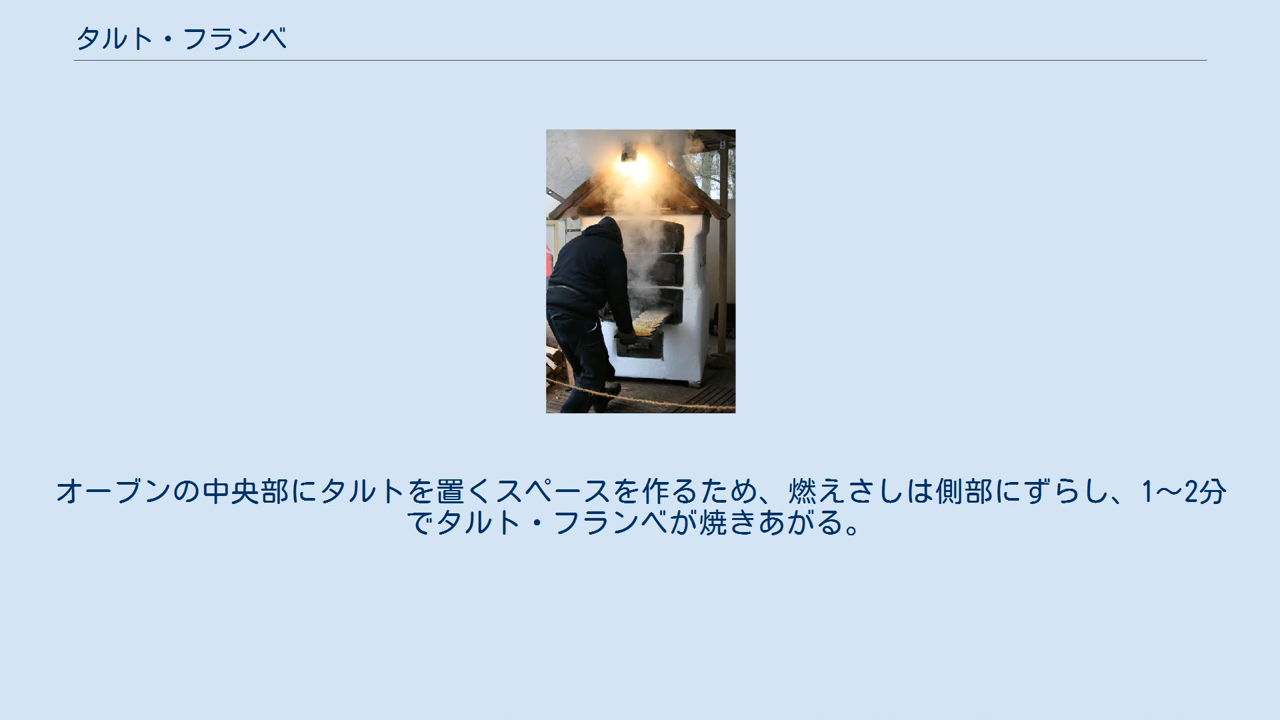 タルト・フランベ
オーブンの中央部にタルトを置くスペースを作るため、燃えさしは側部にずらし、1〜2分
でタルト・フランベが焼きあがる。